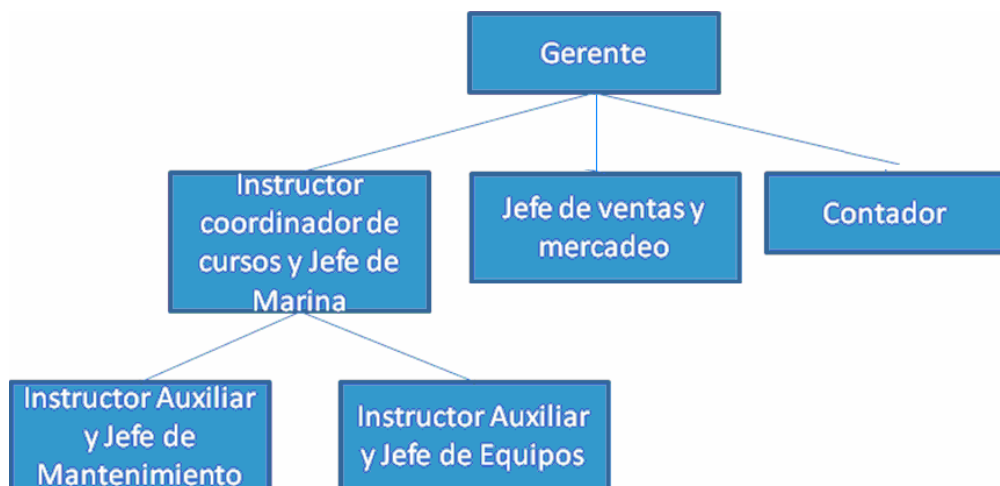 Gerente
Instructor
coordinador de
cursos y Jefe de
Marina
Jefe de ventas y
mercadeo
Contador
Instructor Auxiliar
y Jefe de
Mantenimiento
Instructor Auxiliar
y Jefe de Equipos